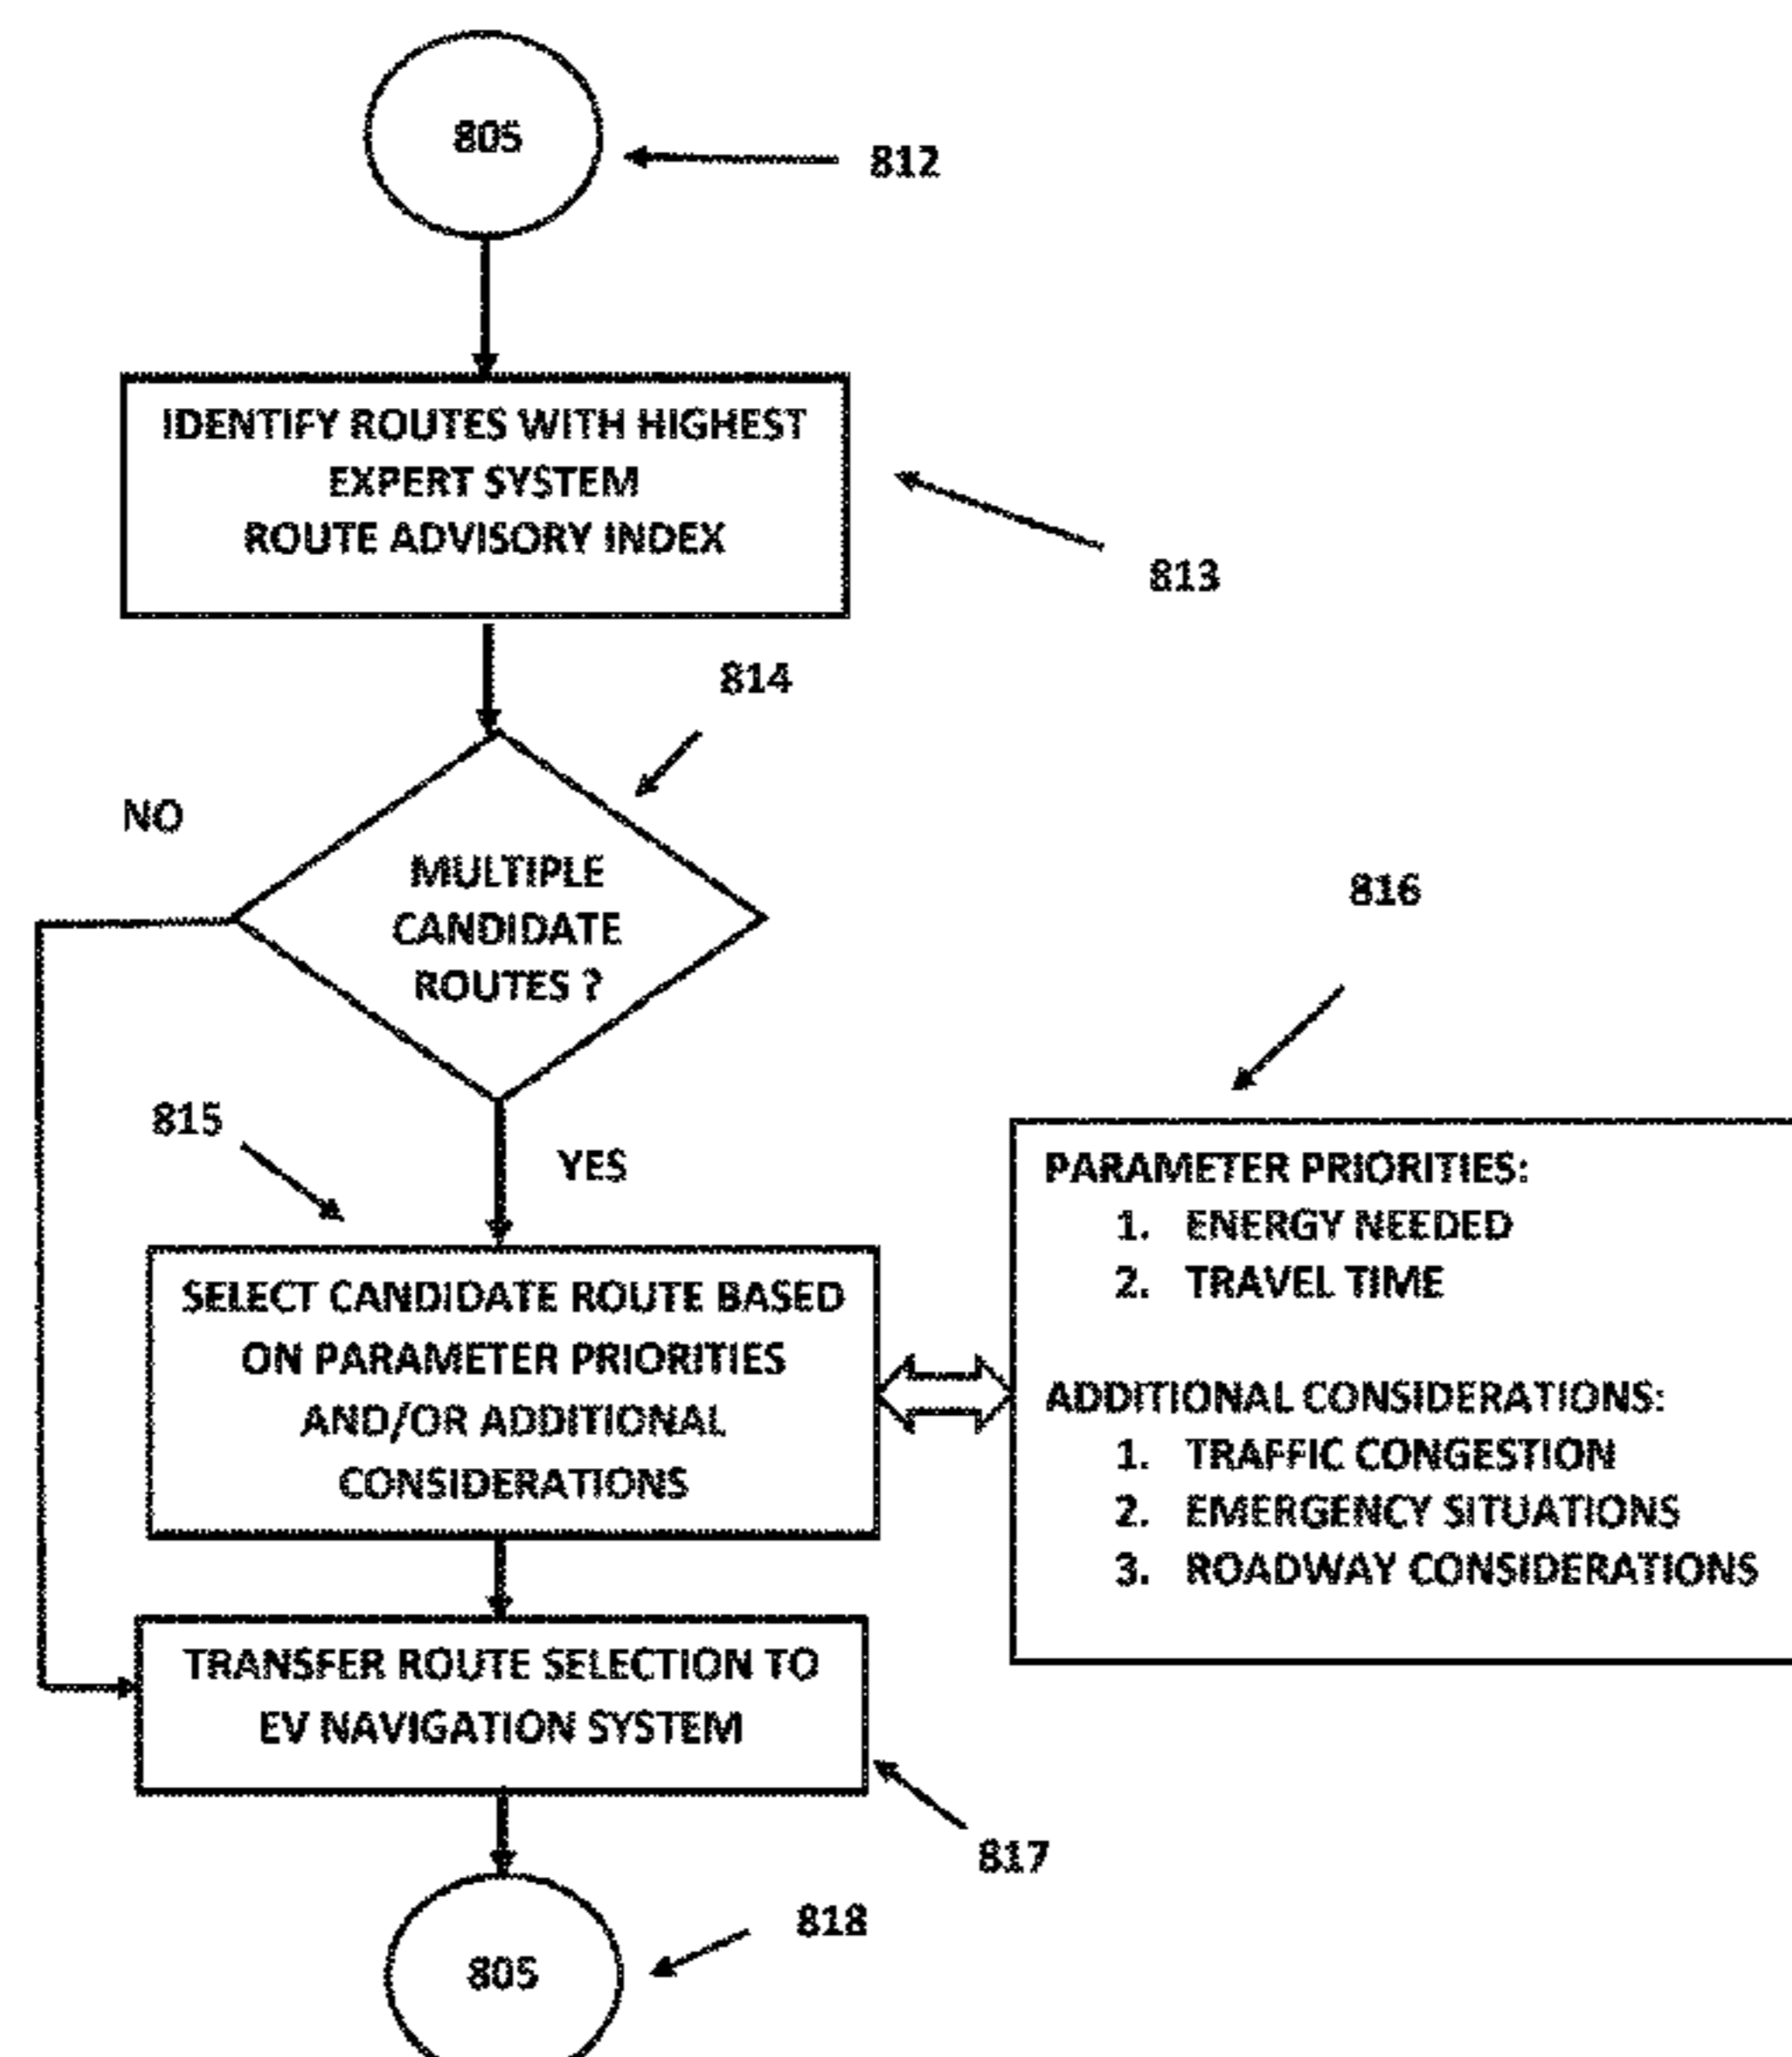 805
812
IDENTIFY ROUTES WITH HIGHEST
EXPERT SYSTEM
ROUTE ADVISORY INDEX
813
814
NO
MULTIPLE
CANDIDATE
ROUTES ?
816
815
YES
SELECT CANDIDATE ROUTE BASED
ON PARAMETER PRIORITIES
AND/OR ADDITIONAL
CONSIDERATIONS
PARAMETER PRIORITIES:
1. ENERGY NEEDED
2. TRAVEL TIME
ADDITIONAL CONSIDERATIONS:
1. TRAFFIC CONGESTION
2. EMERGENCY SITUATIONS
3. ROADWAY CONSIDERATIONS
TRANSFER ROUTE SELECTION TO
EV NAVIGATION SYSTEM
817
818
805